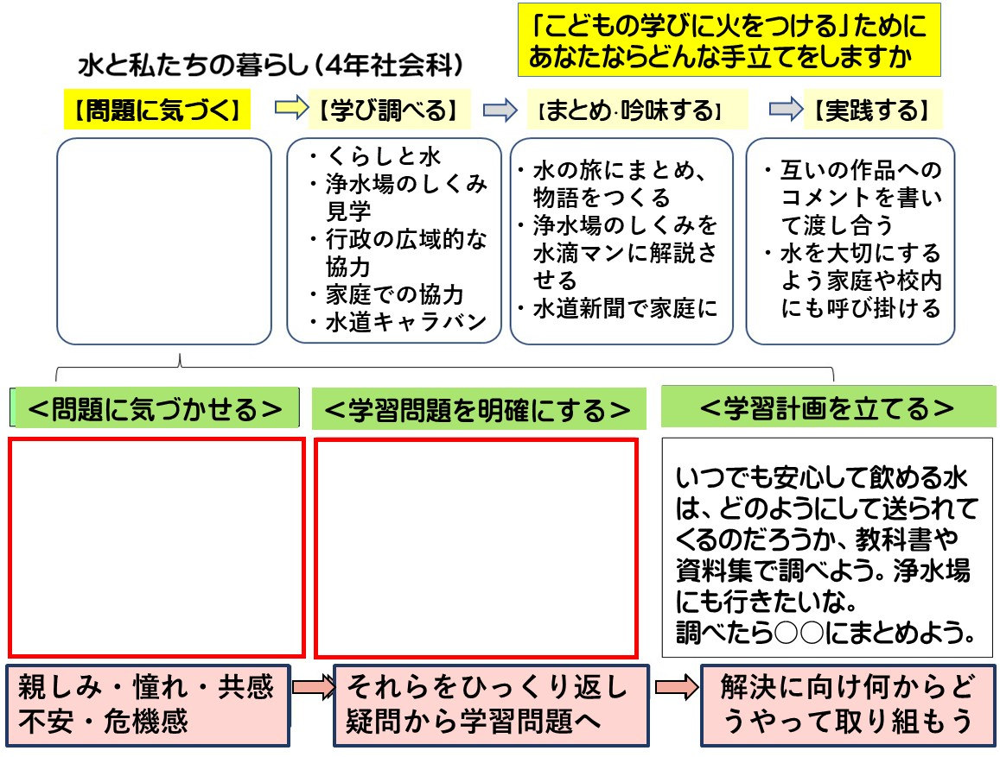 「こどもの学びに火をつける」ために
あなたならどんな手立てをしますか
水と私たちの暮らし（4年社会科）
【問題に気づく】
【学び調べる】
【まとめ・吟味する】
【実践する】
・くらしと水
・浄水場のしくみ
見学
・行政の広域的な
協力
・家庭での協力
・水道キャラバン
・水の旅にまとめ、
物語をつくる
・浄水場のしくみを
水滴マンに解説さ
せる
・水道新聞で家庭に
・互いの作品への
コメントを書い
て渡し合う
・水を大切にする
よう家庭や校内
にも呼び掛ける
＜問題に気づかせる＞
＜学習問題を明確にする＞
＜学習計画を立てる＞
いつでも安心して飲める水
は、どのようにして送られて
くるのだろうか、教科書や
資料集で調べよう。浄水場
にも行きたいな。
調べたら○○にまとめよう。
親しみ・憧れ・共感
不安・危機感
それらをひっくり返し
疑問から学習問題へ
解決に向け何からど
うやって取り組もう